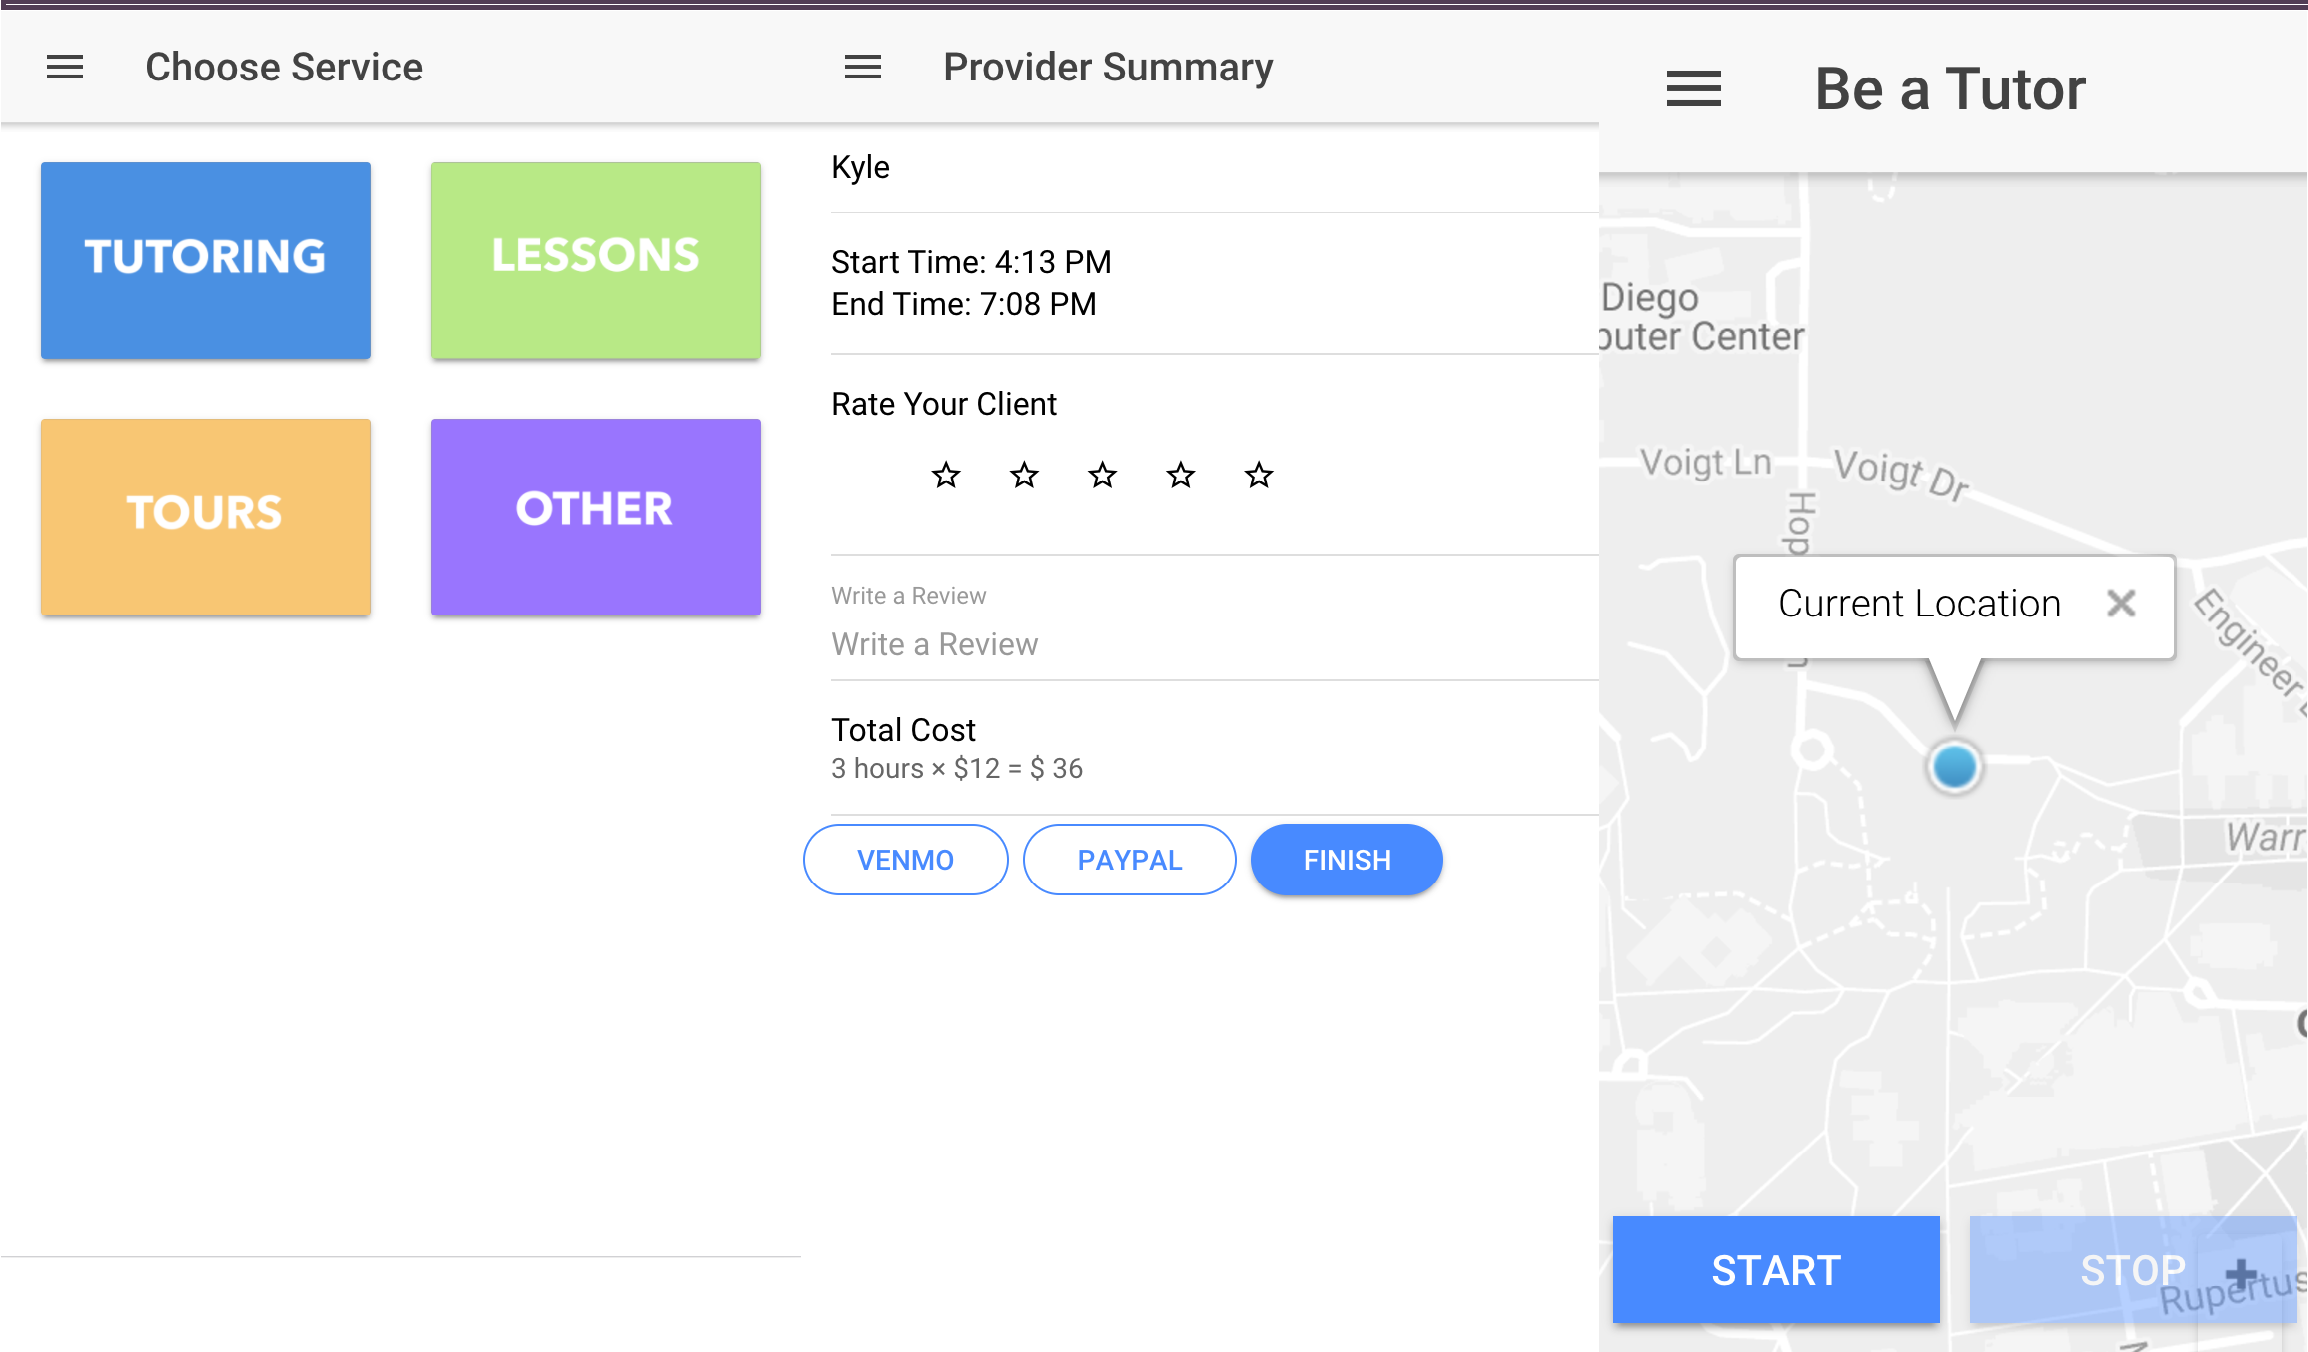 Choose Service
TUTORING
LESSONS
TOURS
OTHER
Provider Summary
Kyle
Start Time: 4:13 PM
End Time: 7:08 PM
Rate Your Client
Write a Review
Write a Review
Total Cost
3 hours × $12 = $ 36
VENMO
PAYPAL
FINISH
Be a Tutor
Diego
puter Center
Voigt Ln
Voigt Dr
Hop
Current Location
Engineer
Warr
START
STOP
Rupertus